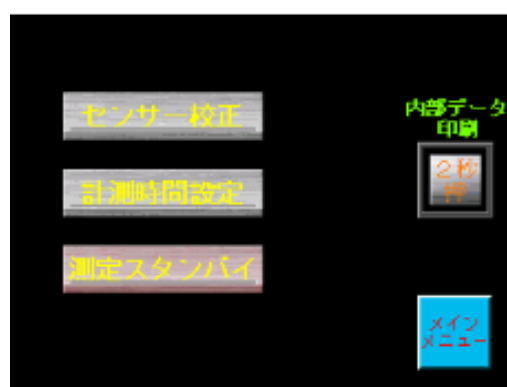 センサー校正
内部データ
印刷
計測時間設定
2秒
押
測定スタンバイ
メイン
メニュー